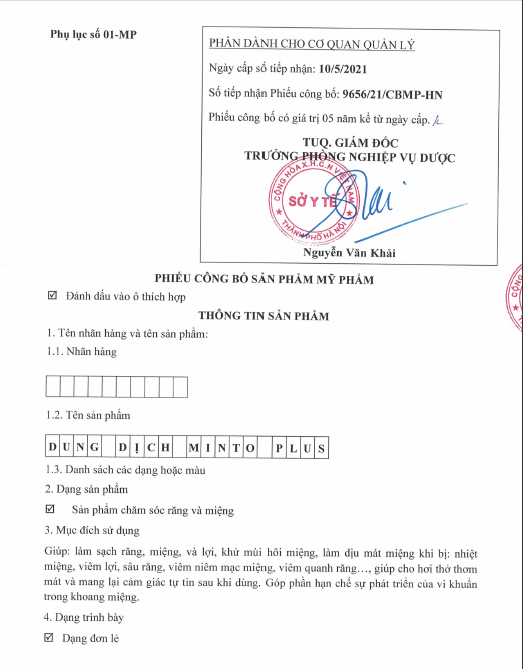 Phụ lục số 01-MP
PHẦN DÀNH CHO CƠ QUAN QUẢN LÝ
Ngày cấp số tiếp nhận: 10/5/2021
Số tiếp nhận Phiếu công bố: 9656/21/CBMP-HN
Phiếu công bố có giá trị 05 năm kể từ ngày cấp.
TUQ. GIÁM ĐỐC
TRƯỞNG PHÒNG NGHIỆP VỤ DƯỢC
CỘNG HÒA X.H.C.N VIỆT NAM
SỞ Y TẾ
THÀNH PHỐ HÀ NỘI
Nguyễn Văn Khải
PHIẾU CÔNG BỐ SẢN PHẨM MỸ PHẨM
☑ Đánh dấu vào ô thích hợp
THÔNG TIN SẢN PHẨM
1. Tên nhãn hàng và tên sản phẩm:
1.1. Nhãn hàng
1.2. Tên sản phẩm
DUNG DỊCH MINTO PLUS
1.3. Danh sách các dạng hoặc màu
2. Dạng sản phẩm
☑ Sản phẩm chăm sóc răng và miệng
3. Mục đích sử dụng
Giúp: làm sạch răng, miệng, và lợi, khử mùi hôi miệng, làm dịu mát miệng khi bị: nhiệt
miệng, viêm lợi, sâu răng, viêm niêm mạc miệng, viêm quanh răng…, giúp cho hơi thở thơm
mát và mang lại cảm giác tự tin sau khi dùng. Góp phần hạn chế sự phát triển của vi khuẩn
trong khoang miệng.
4. Dạng trình bày
☑ Dạng đơn lẻ